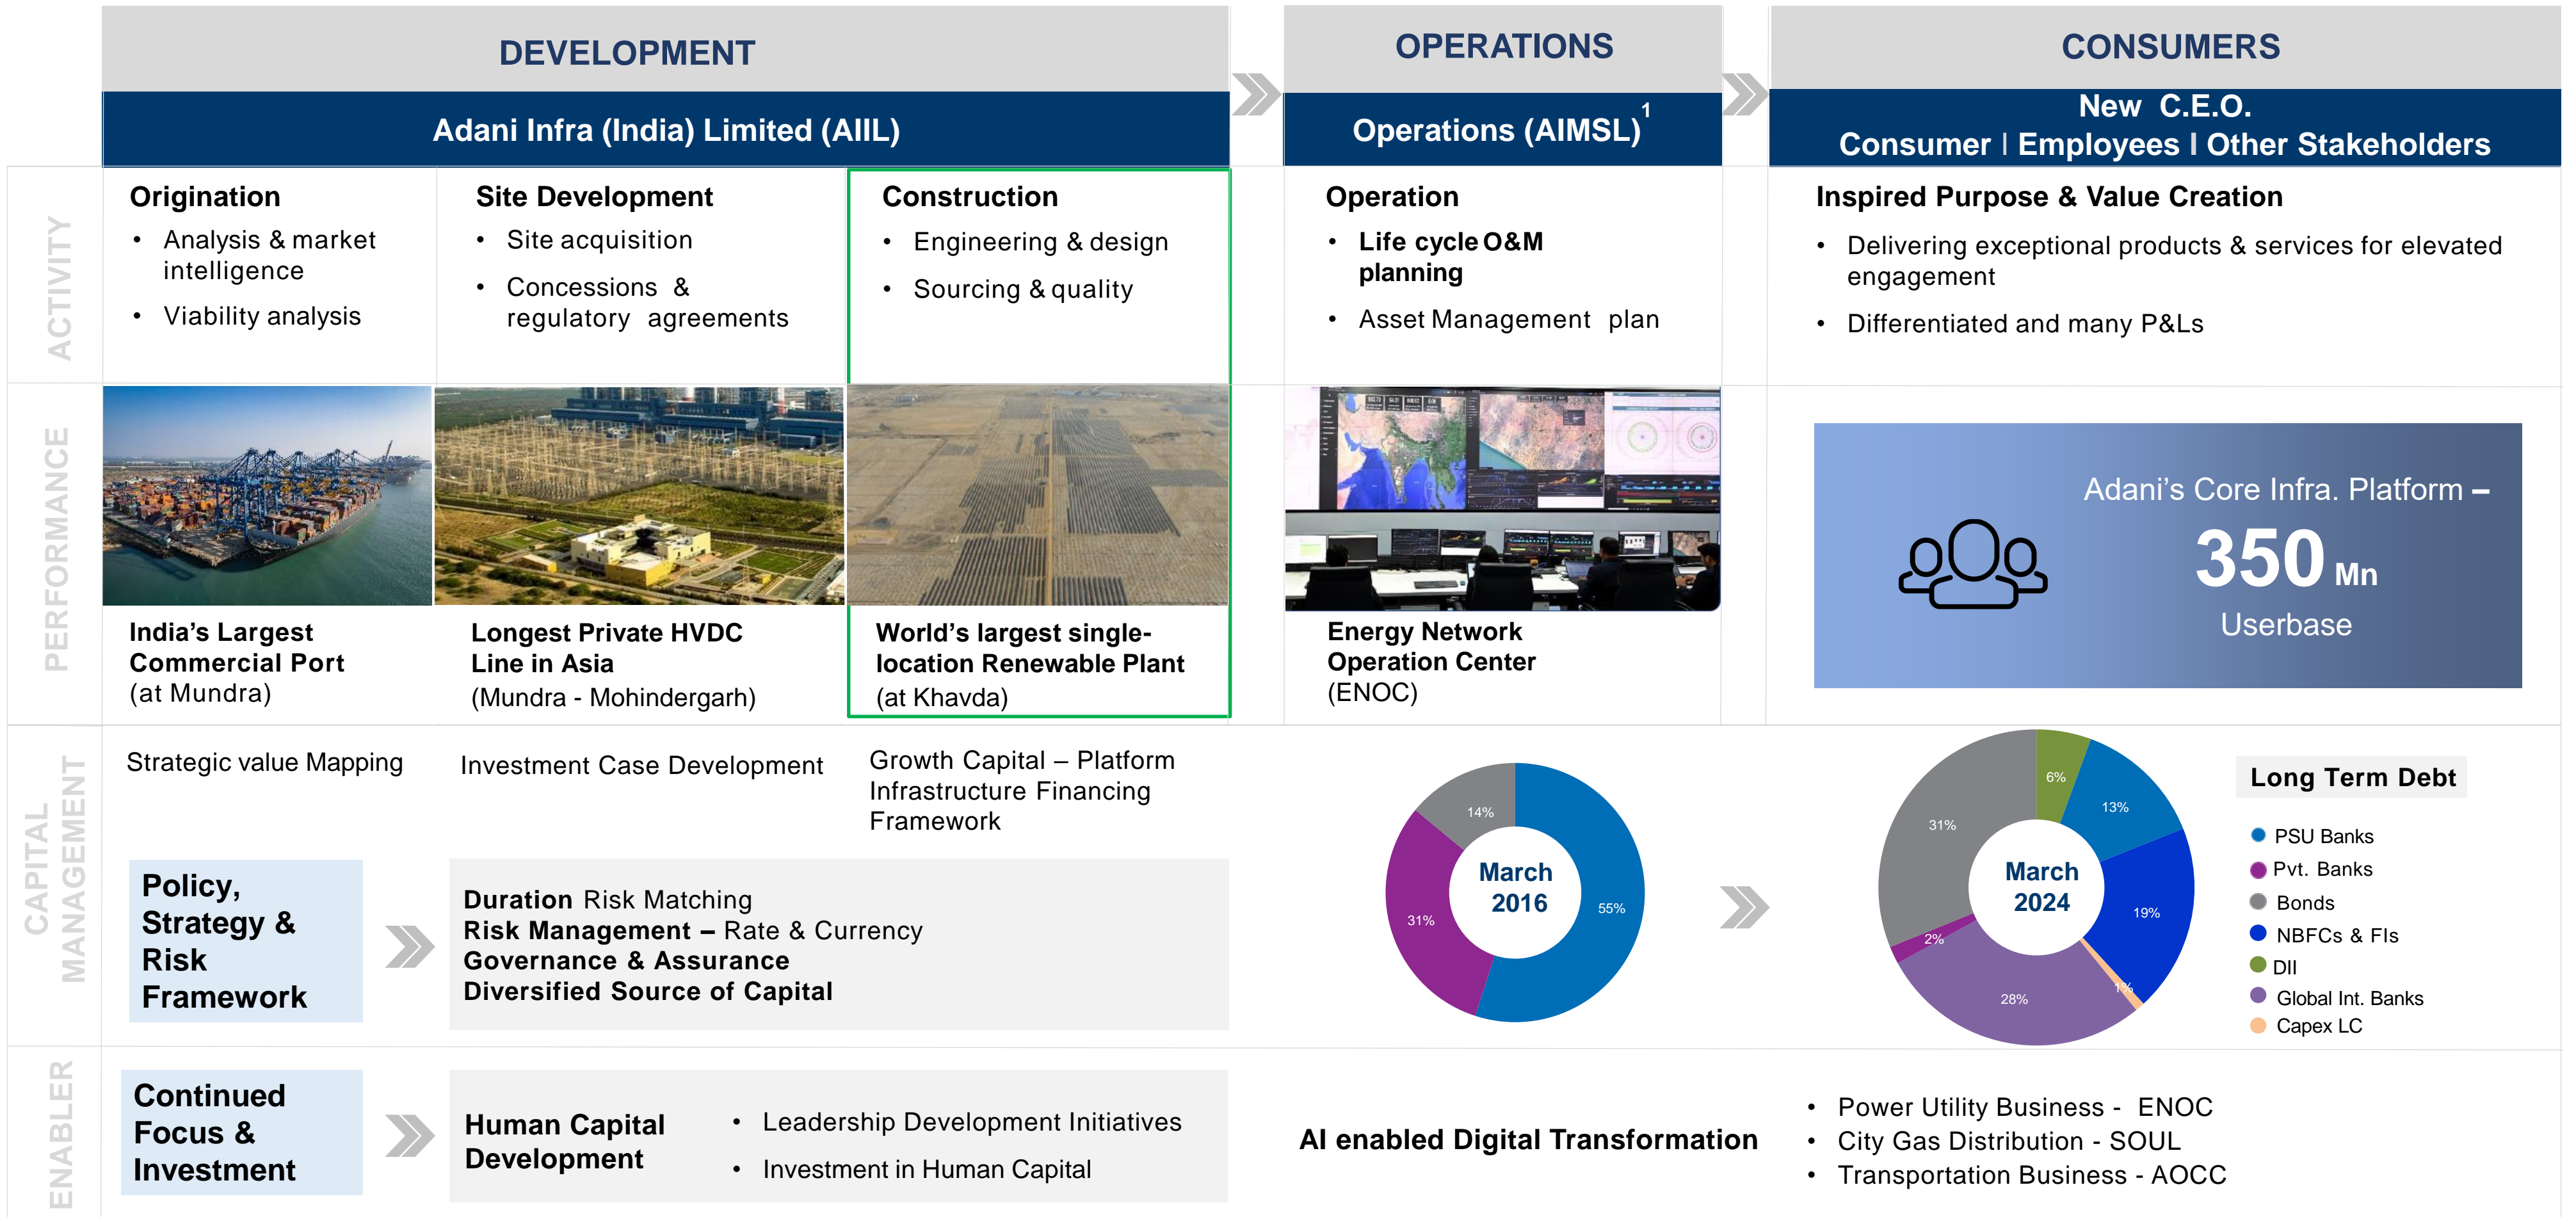 DEVELOPMENT
OPERATIONS
CONSUMERS
Adani Infra (India) Limited (AIIL)
Operations (AIMSL)1
New C.E.O.
Consumer I Employees I Other Stakeholders
ACTIVITY
Origination
• Analysis & market
intelligence
• Viability analysis
Site Development
• Site acquisition
• Concessions &
regulatory agreements
Construction
• Engineering & design
• Sourcing & quality
Operation
• Life cycle O&M
planning
• Asset Management plan
Inspired Purpose & Value Creation
• Delivering exceptional products & services for elevated
engagement
• Differentiated and many P&Ls
PERFORMANCE
India’s Largest
Commercial Port
(at Mundra)
Longest Private HVDC
Line in Asia
(Mundra - Mohindergarh)
World’s largest single-
location Renewable Plant
(at Khavda)
Energy Network
Operation Center
(ENOC)
Adani’s Core Infra. Platform –
350 Mn
Userbase
CAPITAL
MANAGEMENT
Strategic value Mapping
Investment Case Development
Growth Capital – Platform
Infrastructure Financing
Framework
Policy,
Strategy &
Risk
Framework
Duration Risk Matching
Risk Management – Rate & Currency
Governance & Assurance
Diversified Source of Capital
14%
31%
55%
March
2016
6%
13%
19%
1%
28%
2%
31%
March
2024
Long Term Debt
PSU Banks
Pvt. Banks
Bonds
NBFCs & FIs
DII
Global Int. Banks
Capex LC
ENABLER
Continued
Focus &
Investment
Human Capital
Development
• Leadership Development Initiatives
• Investment in Human Capital
AI enabled Digital Transformation
• Power Utility Business - ENOC
• City Gas Distribution - SOUL
• Transportation Business - AOCC